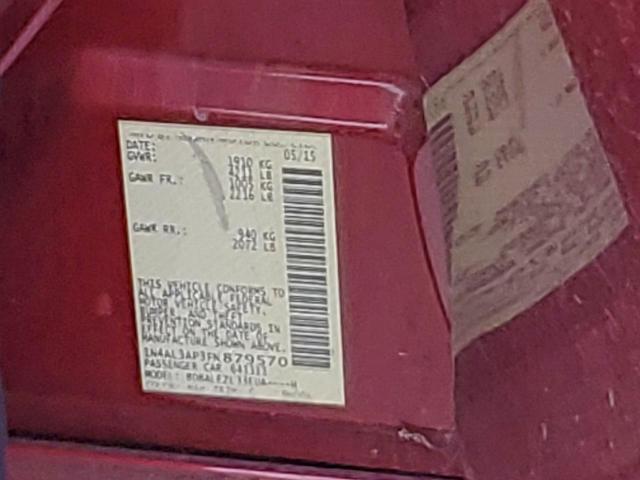 DATE: 05/15
GVWR: 1910 KG
4211 LB
GAWR FR.: 1005 KG
2216 LB
GAWR RR.: 940 KG
2072 LB
THIS VEHICLE CONFORMS TO
ALL APPLICABLE FEDERAL
MOTOR VEHICLE SAFETY,
BUMPER, AND THEFT
PREVENTION STANDARDS IN
EFFECT ON THE DATE OF
MANUFACTURE SHOWN ABOVE.
1N4AL3AP3FN879570
PASSENGER CAR
MODEL: